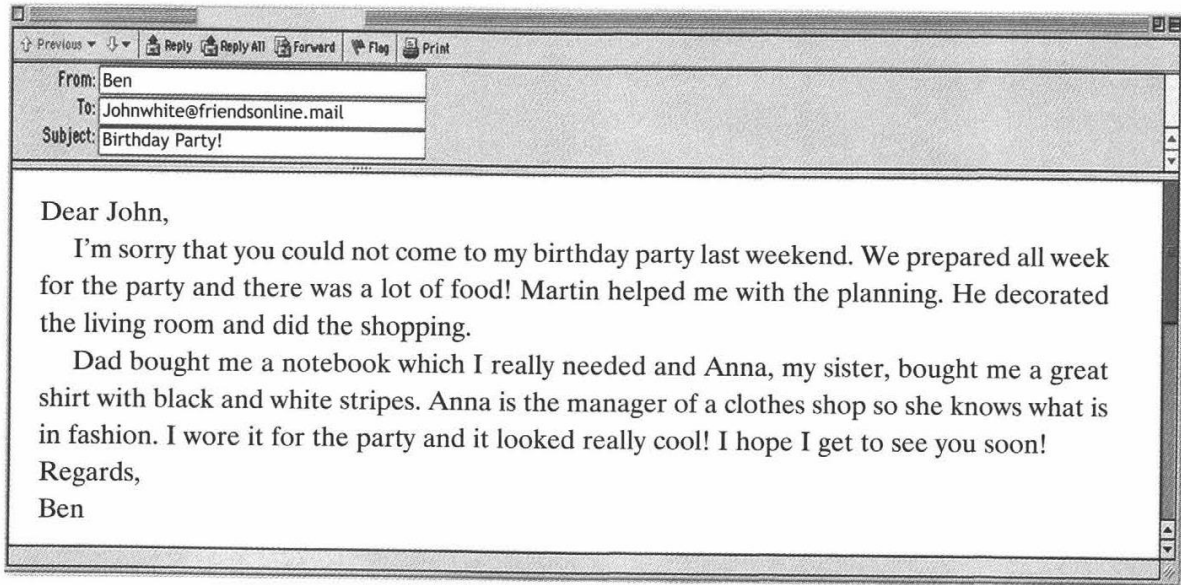 Previous Reply Reply All Forward Flag Print
From: Ben
To: Johnwhite@friendsonline.mail
Subject: Birthday Party!
Dear John,
I'm sorry that you could not come to my birthday party last weekend. We prepared all week
for the party and there was a lot of food! Martin helped me with the planning. He decorated
the living room and did the shopping.
Dad bought me a notebook which I really needed and Anna, my sister, bought me a great
shirt with black and white stripes. Anna is the manager of a clothes shop so she knows what is
in fashion. I wore it for the party and it looked really cool! I hope I get to see you soon!
Regards,
Ben